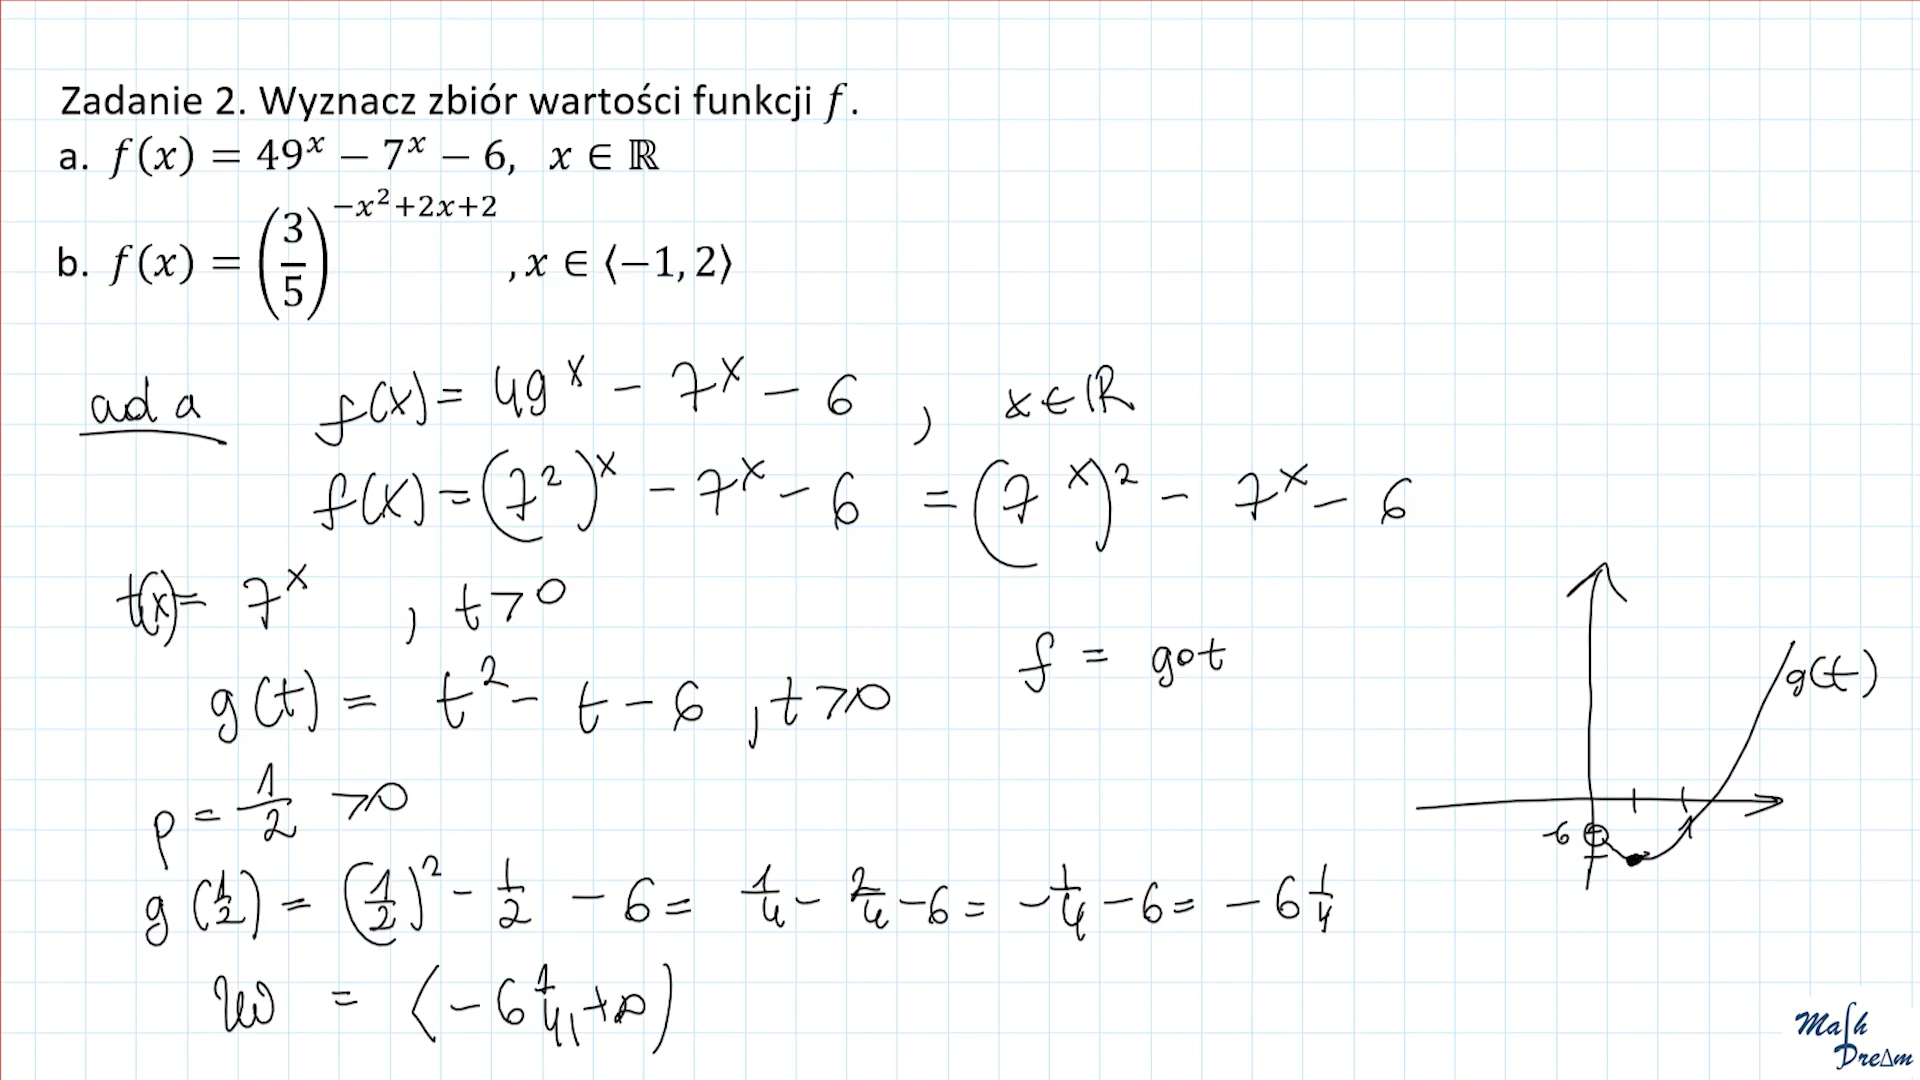 Zadanie 2. Wyznacz zbiór wartości funkcji f.
a. f(x) = 49^x − 7^x − 6, x ∈ ℝ
b. f(x) = (3/5)^(−x²+2x+2), x ∈ ⟨−1, 2⟩
ad a f(x) = 49^x − 7^x − 6, x ∈ ℝ
f(x) = (7²)^x − 7^x − 6 = (7^x)² − 7^x − 6
t(x) = 7^x, t > 0
f = g∘t
g(t) = t² − t − 6, t > 0
g(t)
p = 1/2 > 0
-6
1
g(1/2) = (1/2)² − 1/2 − 6 = 1/4 − 2/4 − 6 = −1/4 − 6 = −6 1/4
ZW = ⟨−6 1/4, +∞)
Math
Dre∆m